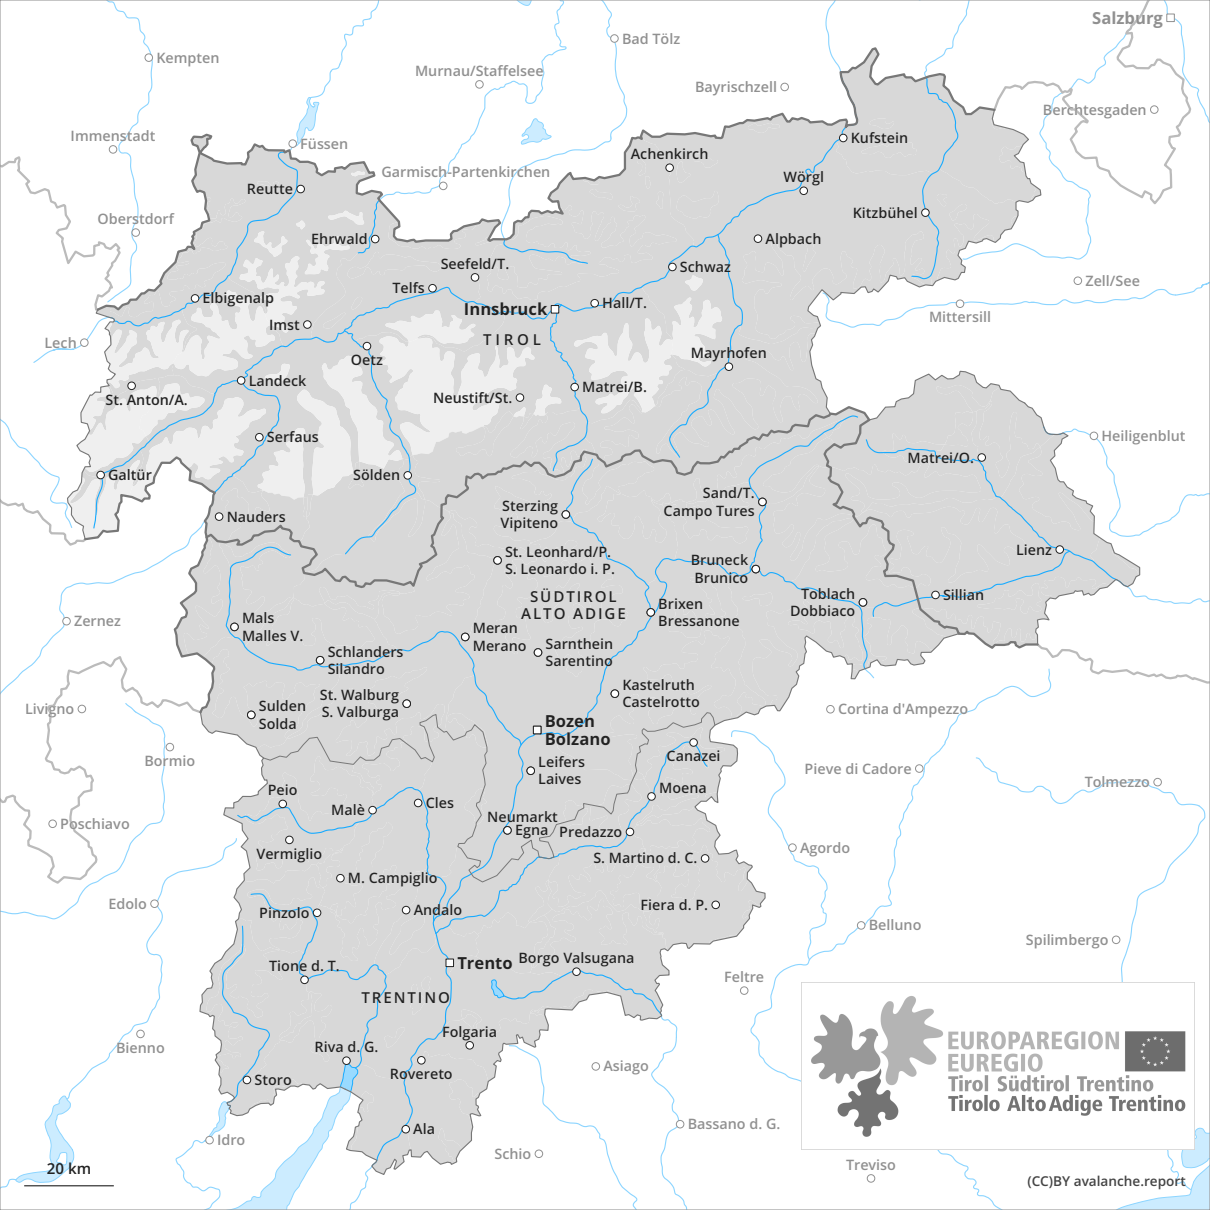 Salzburg
Bad Tölz
Kempten
Murnau/Staffelsee
Bayrischzell
Berchtesgaden
Immenstadt
Füssen
Kufstein
Achenkirch
Garmisch-Partenkirchen
Wörgl
Reutte
Oberstdorf
Kitzbühel
Ehrwald
Alpbach
Seefeld/T.
Schwaz
Zell/See
Telfs
Elbigenalp
Hall/T.
Innsbruck
Mittersill
Imst
TIROL
Lech
Mayrhofen
Oetz
Landeck
Matrei/B.
St. Anton/A.
Neustift/St.
Serfaus
Heiligenblut
Matrei/O.
Galtür
Sölden
Sand/T.
Campo Tures
Sterzing
Vipiteno
Nauders
Lienz
St. Leonhard/P.
S. Leonardo i. P.
Bruneck
Brunico
SÜDTIROL
ALTO ADIGE
Toblach
Dobbiaco
Sillian
Brixen
Bressanone
Zernez
Mals
Malles V.
Meran
Merano
Sarnthein
Sarentino
Schlanders
Silandro
Kastelruth
Castelrotto
St. Walburg
S. Valburga
Livigno
Sulden
Solda
Cortina d'Ampezzo
Bozen
Bolzano
Canazei
Bormio
Leifers
Laives
Pieve di Cadore
Tolmezzo
Peio
Moena
Malè
Cles
Neumarkt
Egna
Predazzo
Poschiavo
Vermiglio
Agordo
S. Martino d. C.
M. Campiglio
Edolo
Pinzolo
Andalo
Fiera d. P.
Belluno
Spilimbergo
Trento
Borgo Valsugana
Tione d. T.
Feltre
TRENTINO
Folgaria
Bienno
Riva d. G.
Rovereto
Asiago
Storo
EUROPAREGION
EUREGIO
Tirol Südtirol Trentino
Tirolo Alto Adige Trentino
Ala
Idro
Bassano d. G.
Schio
Treviso
20 km
(CC)BY avalanche.report